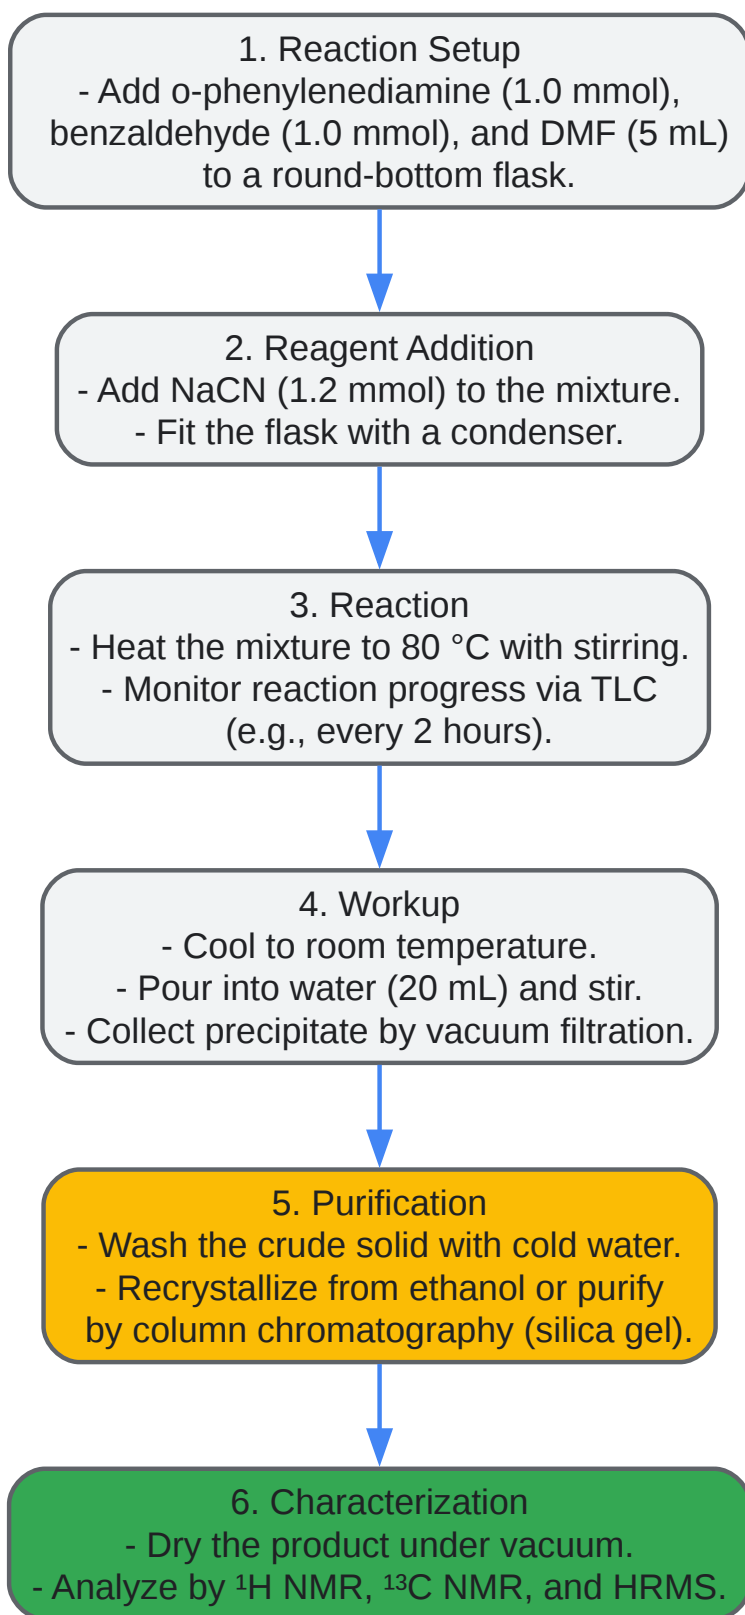 1. Reaction Setup
- Add o-phenylenediamine (1.0 mmol),
benzaldehyde (1.0 mmol), and DMF (5 mL)
to a round-bottom flask.
2. Reagent Addition
- Add NaCN (1.2 mmol) to the mixture.
- Fit the flask with a condenser.
3. Reaction
- Heat the mixture to 80 °C with stirring.
- Monitor reaction progress via TLC
(e.g., every 2 hours).
4. Workup
- Cool to room temperature.
- Pour into water (20 mL) and stir.
- Collect precipitate by vacuum filtration.
5. Purification
- Wash the crude solid with cold water.
- Recrystallize from ethanol or purify
by column chromatography (silica gel).
6. Characterization
- Dry the product under vacuum.
- Analyze by ¹H NMR, ¹³C NMR, and HRMS.